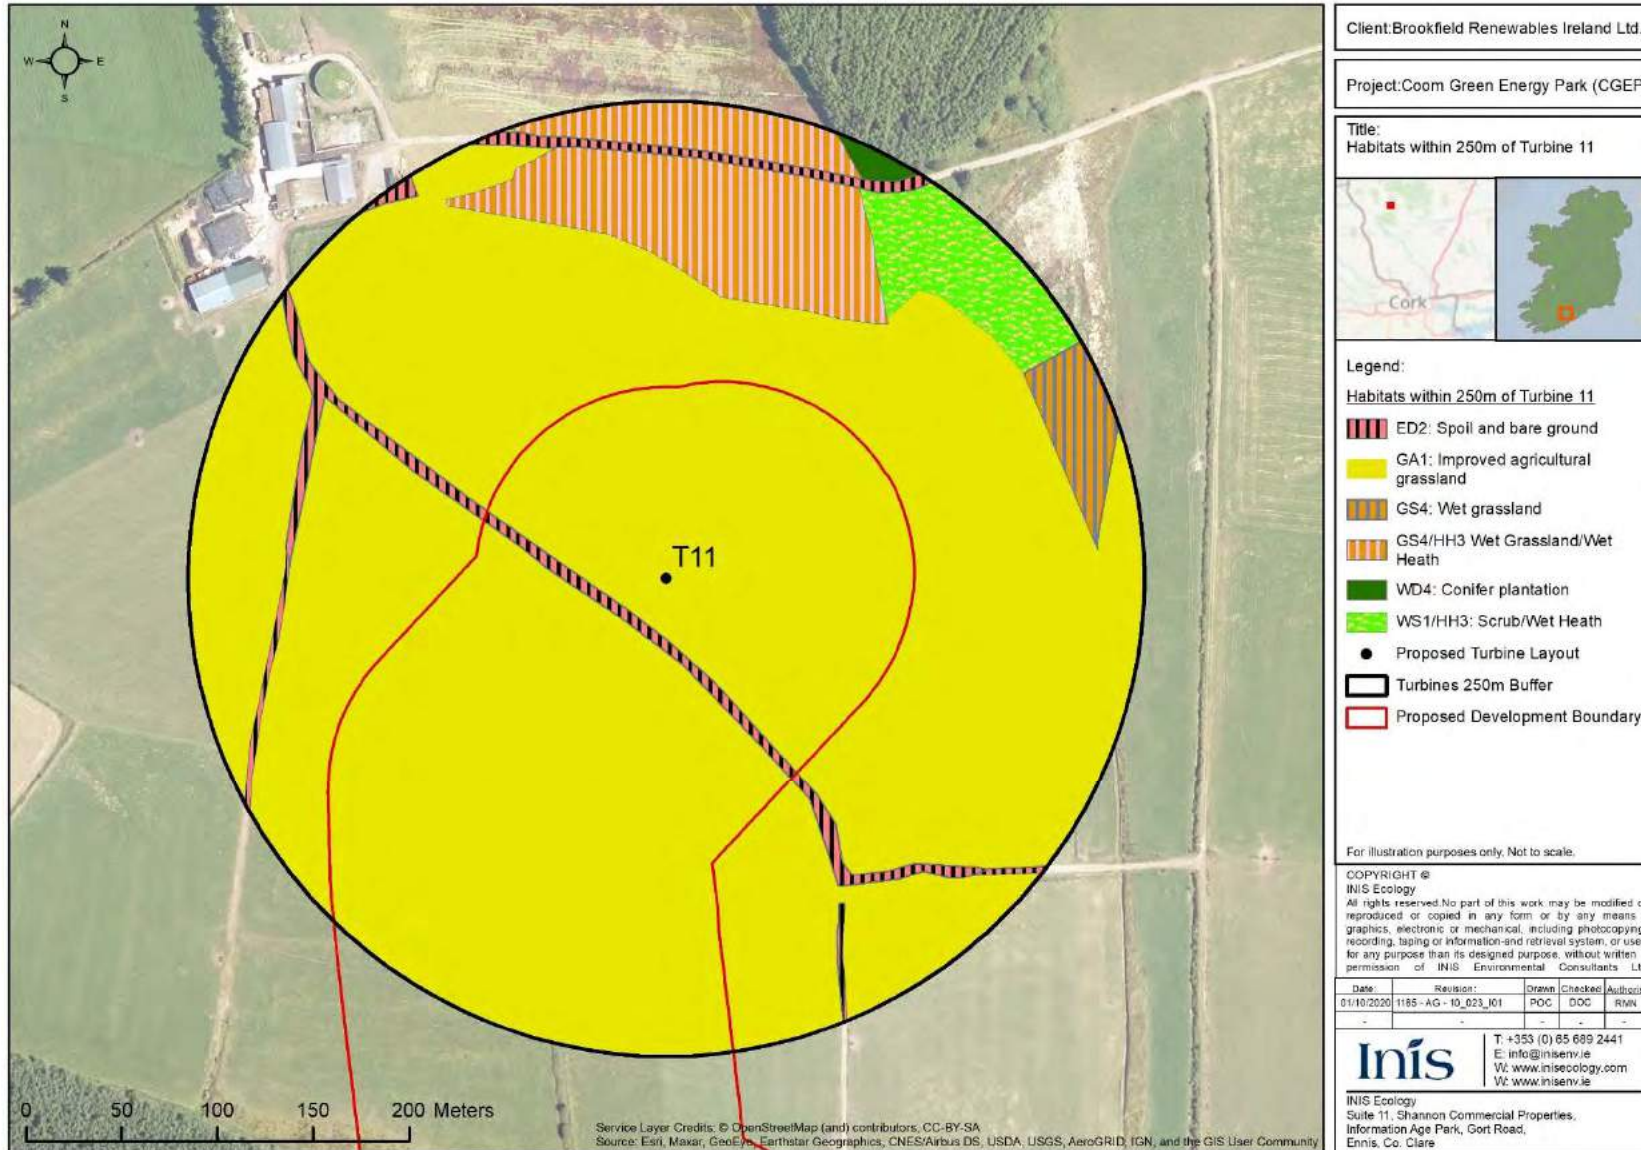 N
W E
S
T11
0 50 100 150 200 Meters
Service Layer Credits: © OpenStreetMap (and) contributors, CC-BY-SA
Source: Esri, Maxar, GeoEye, Earthstar Geographics, CNES/Airbus DS, USDA, USGS, AeroGRID, IGN, and the GIS User Community
Client:Brookfield Renewables Ireland Ltd.
Project:Coom Green Energy Park (CGEP
Title:
Habitats within 250m of Turbine 11
Cork
Legend:
Habitats within 250m of Turbine 11
ED2: Spoil and bare ground
GA1: Improved agricultural
grassland
GS4: Wet grassland
GS4/HH3 Wet Grassland/Wet
Heath
WD4: Conifer plantation
WS1/HH3: Scrub/Wet Heath
Proposed Turbine Layout
Turbines 250m Buffer
Proposed Development Boundary
For illustration purposes only. Not to scale.
COPYRIGHT ©
INIS Ecology
All rights reserved.No part of this work may be modified o
reproduced or copied in any form or by any means
graphics, electronic or mechanical, including photocopying
recording, taping or information-and retrieval system, or use
for any purpose than its designed purpose, without written
permission of INIS Environmental Consultants Lt
Date: Revision: Drawn Checked Authoris
01/10/2020 1185 - AG - 10_023_I01 POC DOC RMN
- - - - -
Inis
T: +353 (0) 65 689 2441
E: info@inisenv.ie
W: www.inisecology.com
W: www.inisenv.ie
INIS Ecology
Suite 11, Shannon Commercial Properties,
Information Age Park, Gort Road,
Ennis, Co. Clare